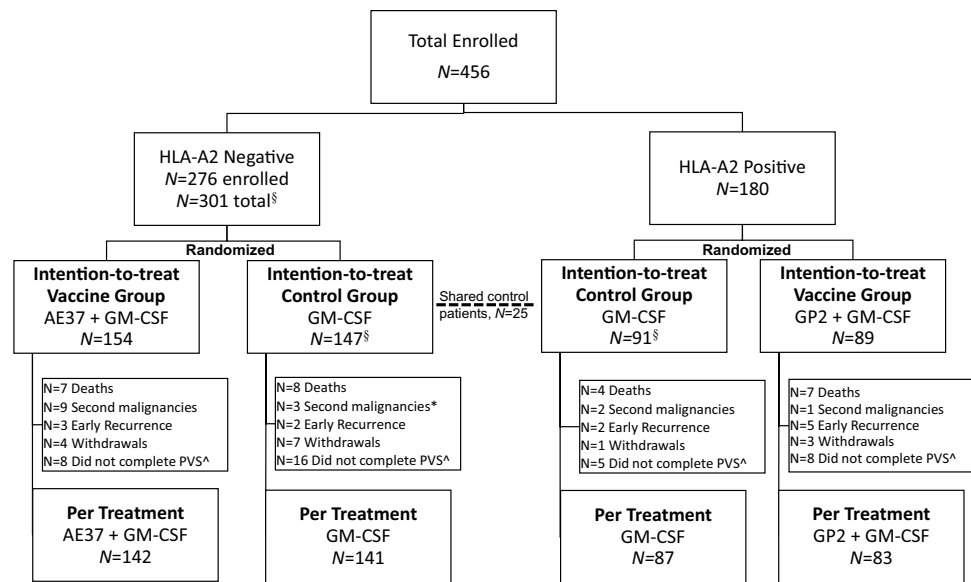 Total Enrolled
N=456
HLA-A2 Negative
N=276 enrolled
N=301 total§
HLA-A2 Positive
N=180
Randomized
Randomized
Intention-to-treat
Vaccine Group
AE37 + GM-CSF
N=154
Intention-to-treat
Control Group
GM-CSF
N=147§
Shared control
patients, N=25
Intention-to-treat
Control Group
GM-CSF
N=91§
Intention-to-treat
Vaccine Group
GP2 + GM-CSF
N=89
N=7 Deaths
N=9 Second malignancies
N=3 Early Recurrence
N=4 Withdrawals
N=8 Did not complete PVS^
N=8 Deaths
N=3 Second malignancies*
N=2 Early Recurrence
N=7 Withdrawals
N=16 Did not complete PVS^
N=4 Deaths
N=2 Second malignancies
N=2 Early Recurrence
N=1 Withdrawals
N=5 Did not complete PVS^
N=7 Deaths
N=1 Second malignancies
N=5 Early Recurrence
N=3 Withdrawals
N=8 Did not complete PVS^
Per Treatment
AE37 + GM-CSF
N=142
Per Treatment
GM-CSF
N=141
Per Treatment
GM-CSF
N=87
Per Treatment
GP2 + GM-CSF
N=83